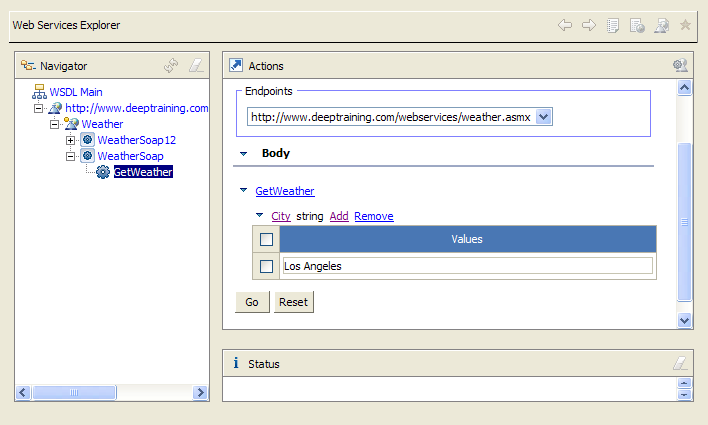 Web Services Explorer
Navigator
WSDL Main
http://www.deeptraining.com
Weather
WeatherSoap12
WeatherSoap
GetWeather
Actions
Endpoints
http://www.deeptraining.com/webservices/weather.asmx
Body
GetWeather
City string Add Remove
Values
Los Angeles
Go Reset
i Status